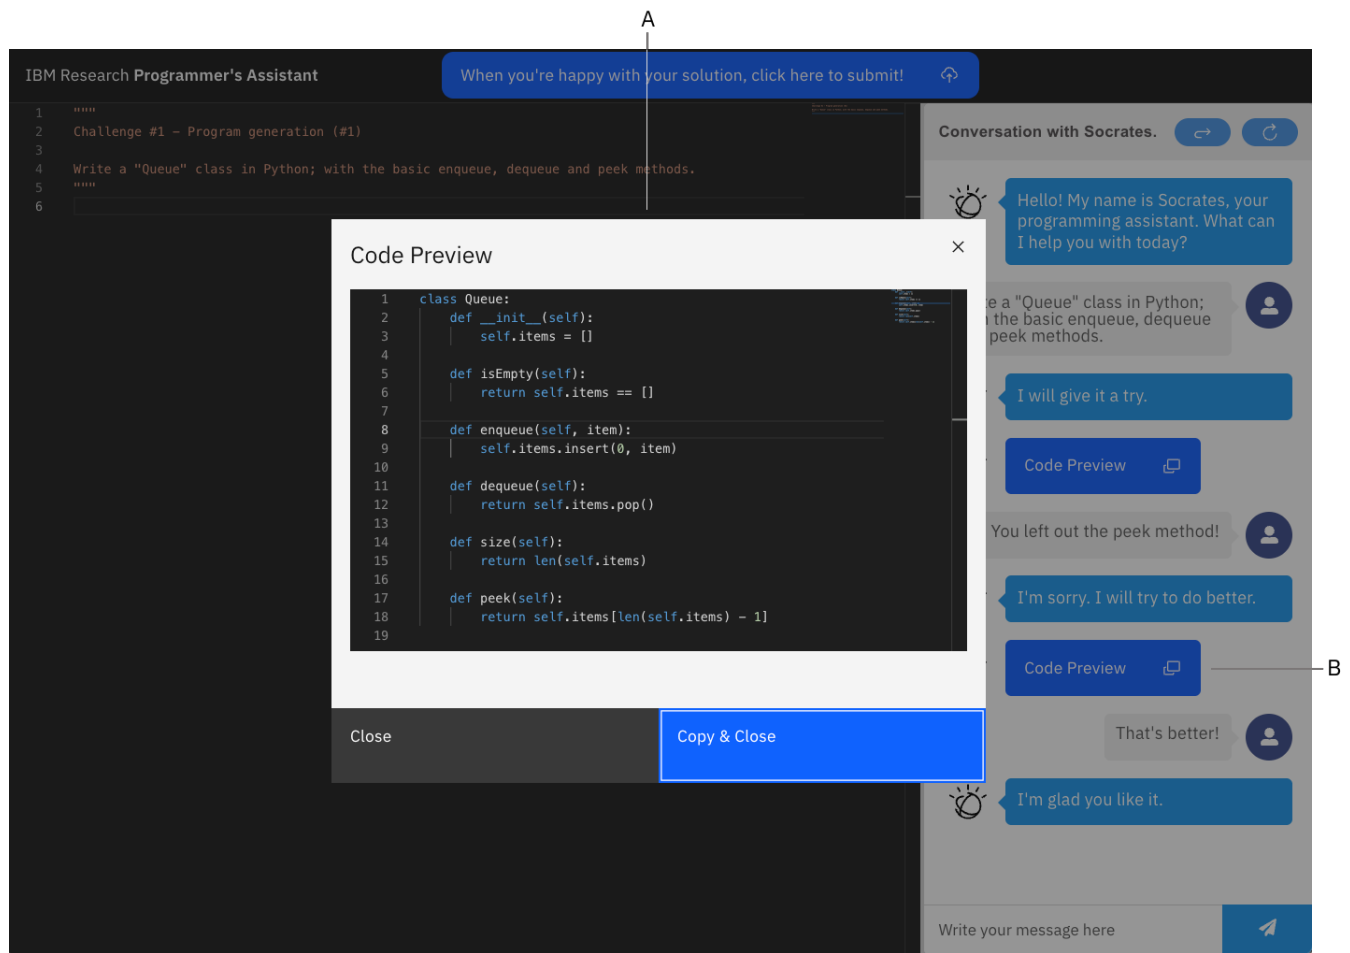 A
IBM Research Programmer's Assistant
When you're happy with your solution, click here to submit!
1 """
2 Challenge #1 – Program generation (#1)
3
4 Write a "Queue" class in Python; with the basic enqueue, dequeue and peek methods.
5 """
6
Code Preview
1 class Queue:
2 def __init__(self):
3 self.items = []
4
5 def isEmpty(self):
6 return self.items == []
7
8 def enqueue(self, item):
9 self.items.insert(0, item)
10
11 def dequeue(self):
12 return self.items.pop()
13
14 def size(self):
15 return len(self.items)
16
17 def peek(self):
18 return self.items[len(self.items) – 1]
19
Close
Copy & Close
Conversation with Socrates.
Hello! My name is Socrates, your
programming assistant. What can
I help you with today?
a "Queue" class in Python;
the basic enqueue, dequeue
peek methods.
I will give it a try.
Code Preview
You left out the peek method!
I'm sorry. I will try to do better.
Code Preview
B
That's better!
I'm glad you like it.
Write your message here